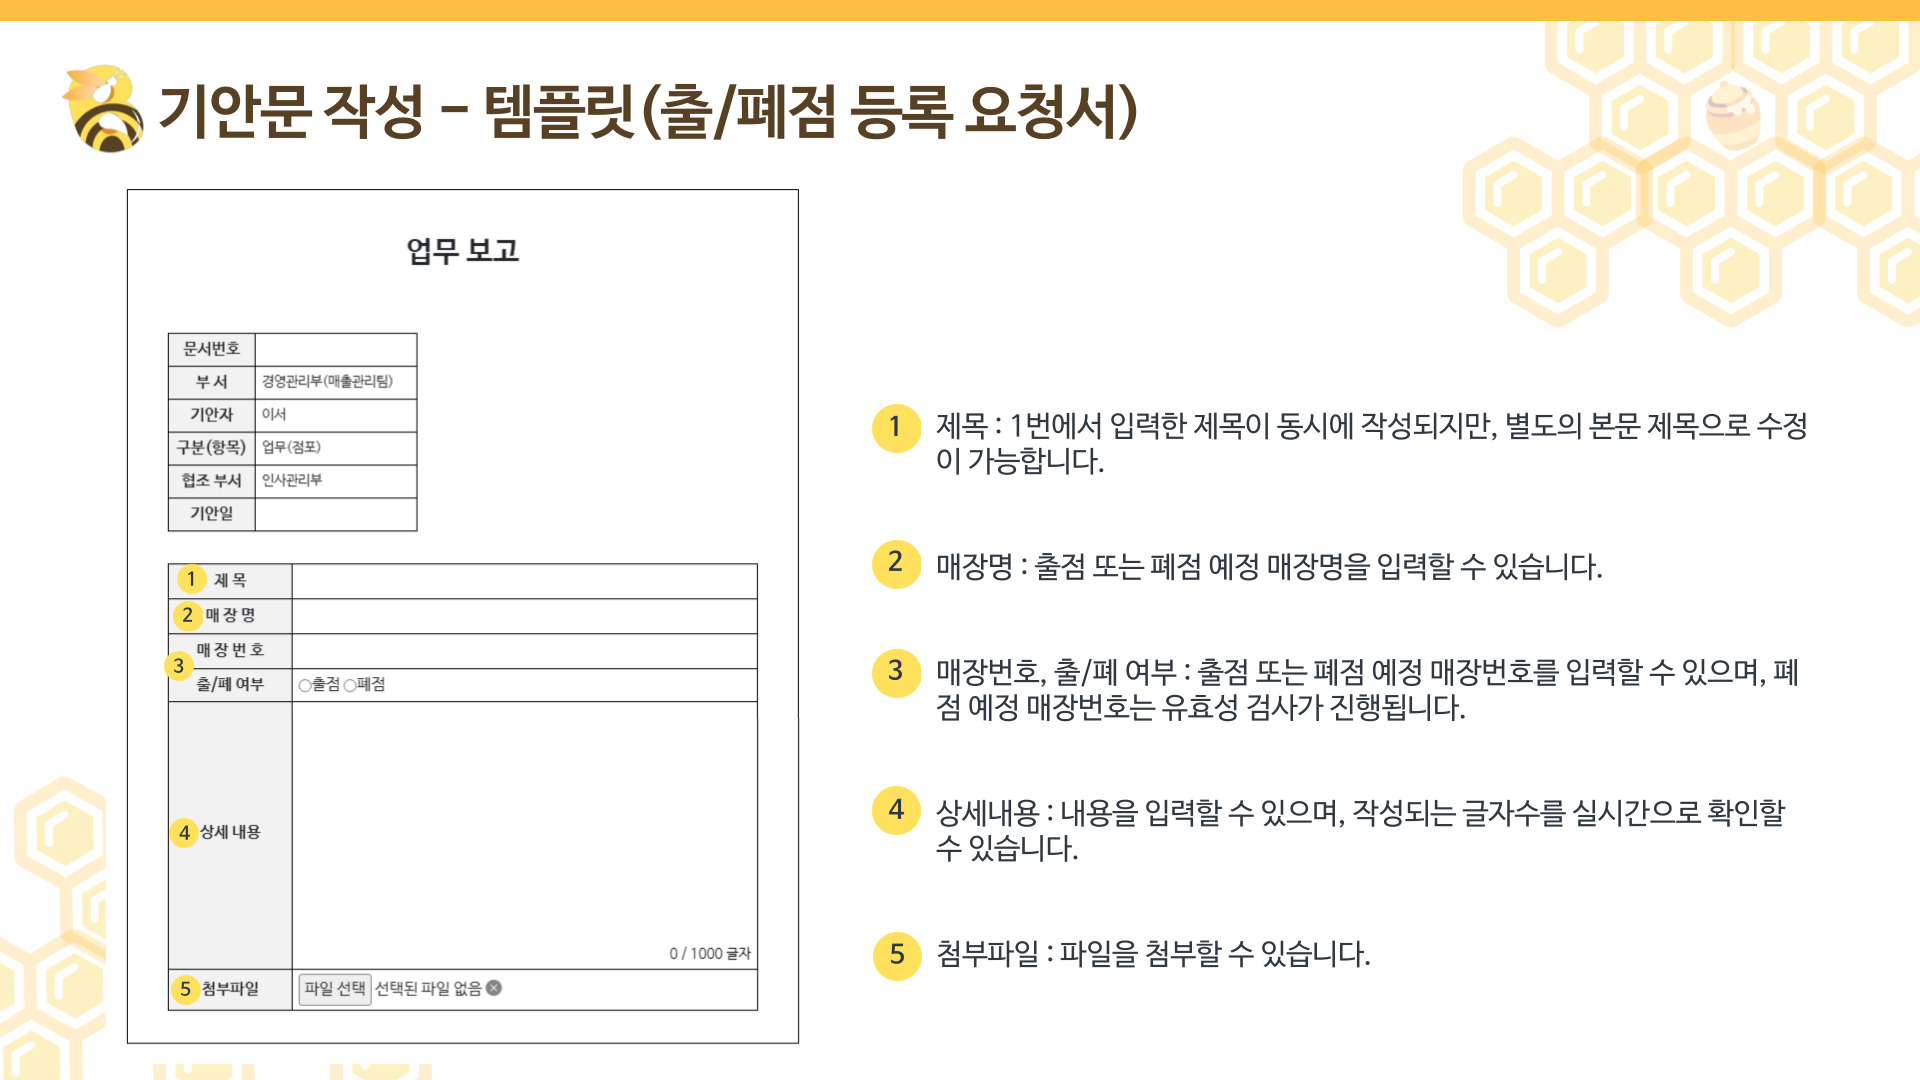 기안문 작성 – 템플릿(출/폐점 등록 요청서)
업무 보고
문서번호
부 서 경영관리부(매출관리팀)
기안자 이서
구분(항목) 업무(점포)
협조 부서 인사관리부
기안일
1 제 목
2 매 장 명
매 장 번 호
3
출/폐 여부 출점 폐점
4 상세 내용
0 / 1000 글자
5 첨부파일 파일 선택 선택된 파일 없음
1 제목 : 1번에서 입력한 제목이 동시에 작성되지만, 별도의 본문 제목으로 수정
이 가능합니다.
2 매장명 : 출점 또는 폐점 예정 매장명을 입력할 수 있습니다.
3 매장번호, 출/폐 여부 : 출점 또는 폐점 예정 매장번호를 입력할 수 있으며, 폐
점 예정 매장번호는 유효성 검사가 진행됩니다.
4 상세내용 : 내용을 입력할 수 있으며, 작성되는 글자수를 실시간으로 확인할
수 있습니다.
5 첨부파일 : 파일을 첨부할 수 있습니다.